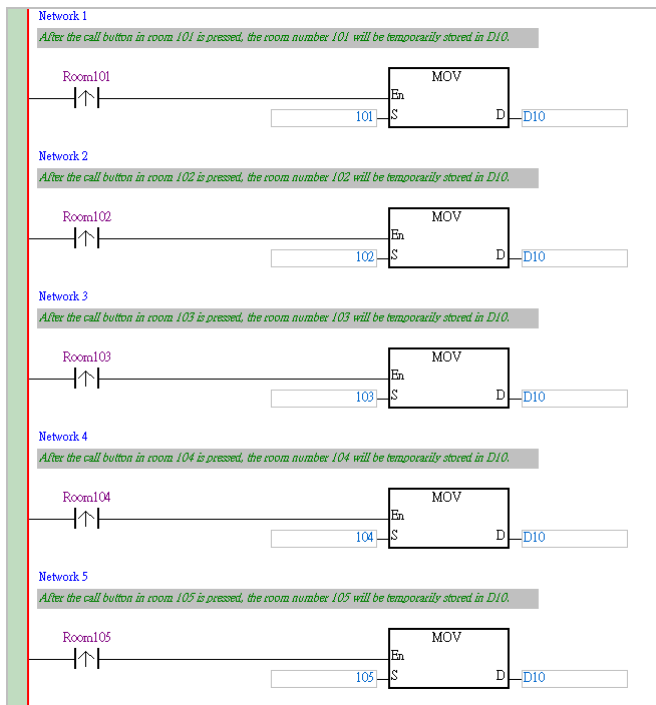 Network 1
After the call button in room 101 is pressed, the room number 101 will be temporarily stored in D10.
Room101
MOV
En
101 S D D10
Network 2
After the call button in room 102 is pressed, the room number 102 will be temporarily stored in D10.
Room102
MOV
En
102 S D D10
Network 3
After the call button in room 103 is pressed, the room number 103 will be temporarily stored in D10.
Room103
MOV
En
103 S D D10
Network 4
After the call button in room 104 is pressed, the room number 104 will be temporarily stored in D10.
Room104
MOV
En
104 S D D10
Network 5
After the call button in room 105 is pressed, the room number 105 will be temporarily stored in D10.
Room105
MOV
En
105 S D D10